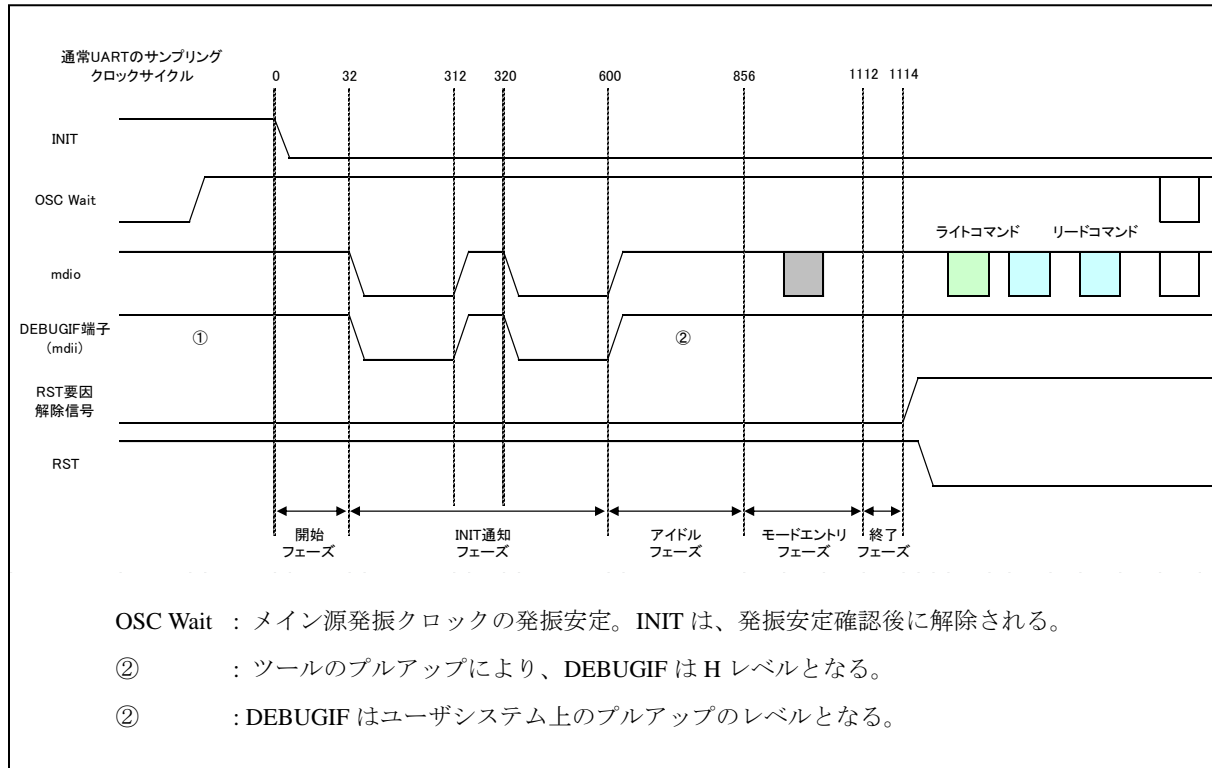 通常UARTのサンプリング
クロックサイクル
0 32 312 320 600 856 1112 1114
INIT
OSC Wait
ライトコマンド リードコマンド
mdio
DEBUGIF端子
(mdii)
① ②
RST要因
解除信号
RST
開始
フェーズ
INIT通知
フェーズ
アイドル
フェーズ
モードエントリ
フェーズ
終了
フェーズ
OSC Wait : メイン源発振クロックの発振安定。INIT は、発振安定確認後に解除される。
② : ツールのプルアップにより、DEBUGIF は H レベルとなる。
② : DEBUGIF はユーザシステム上のプルアップのレベルとなる。